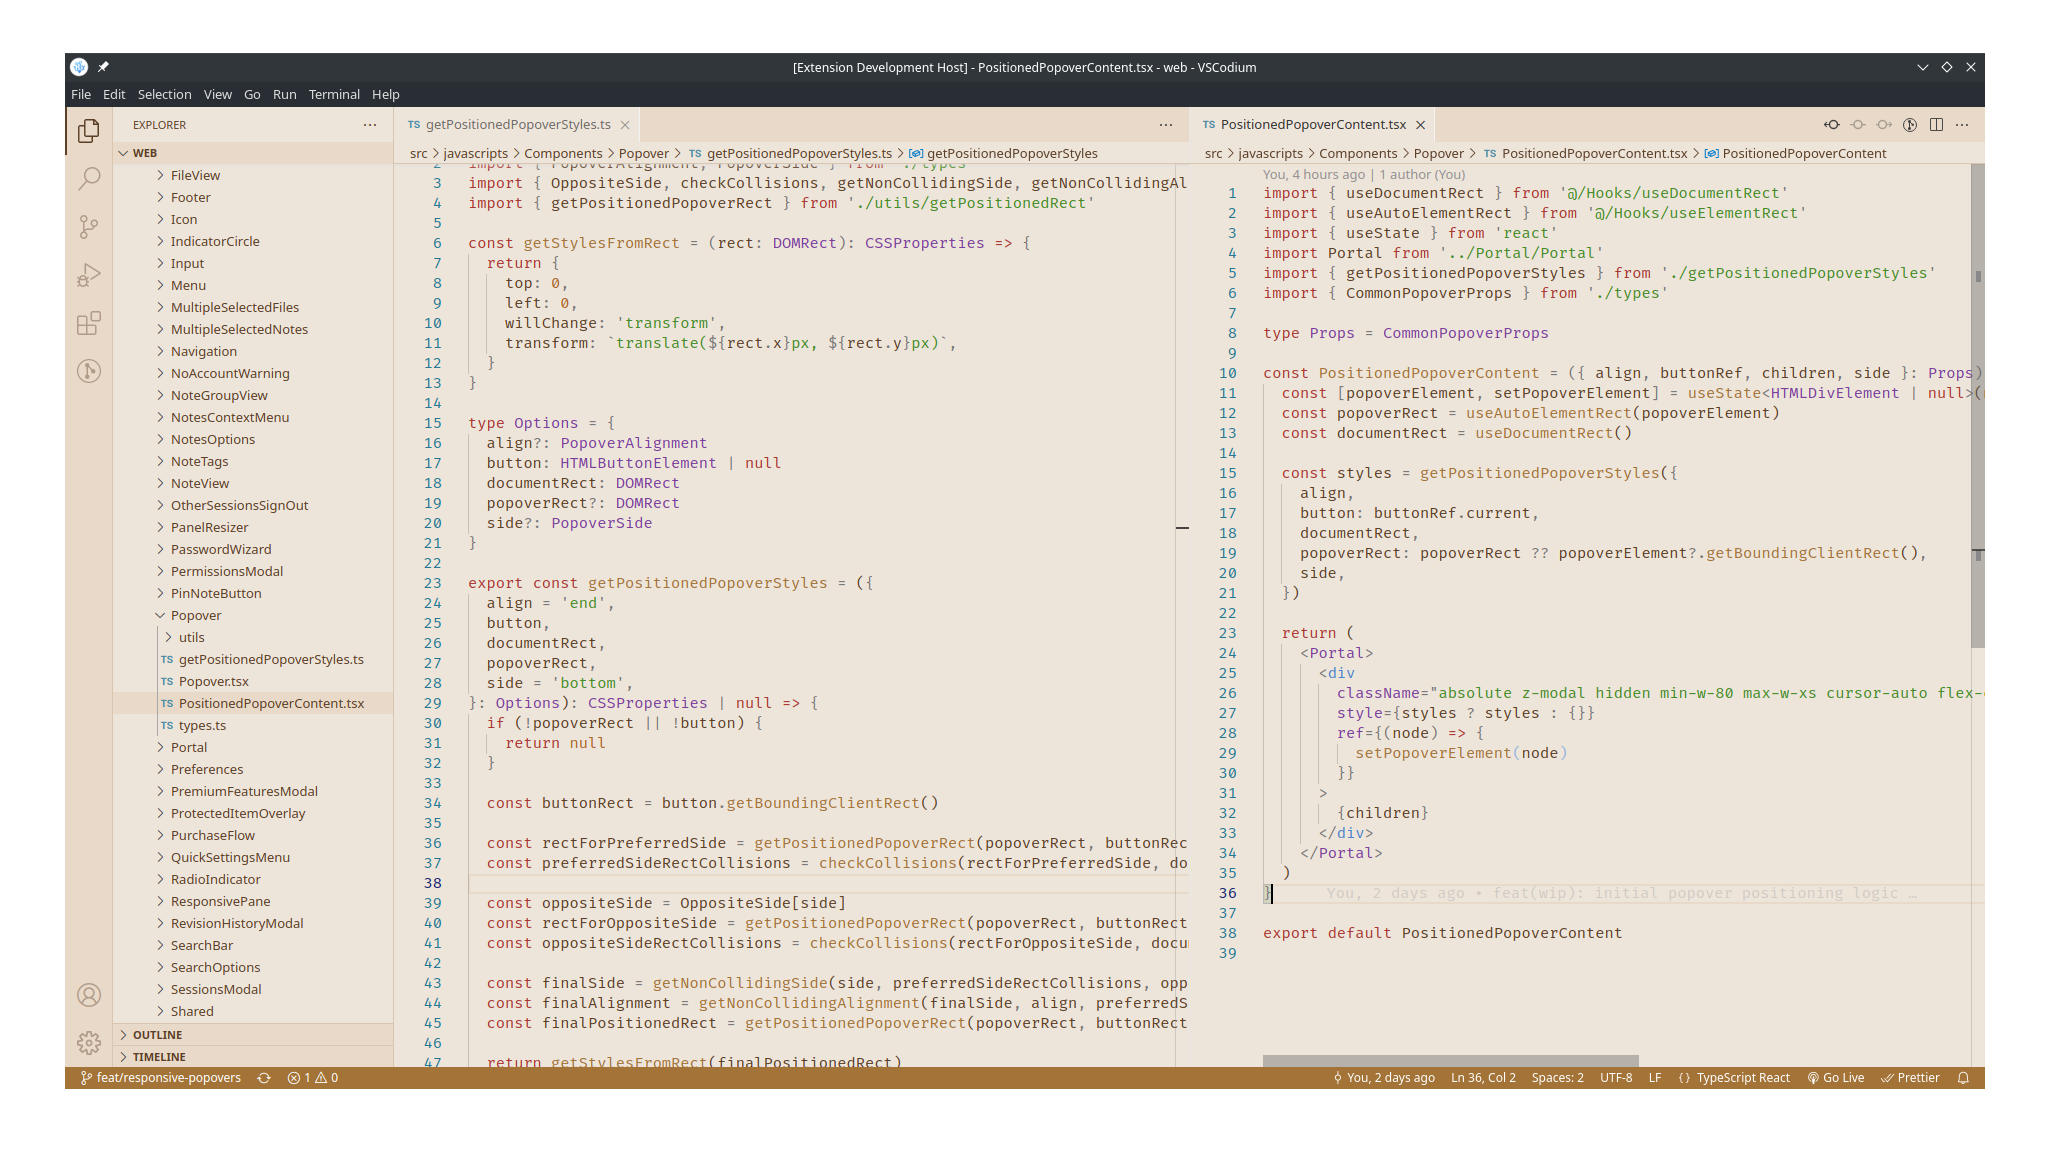 [Extension Development Host] - PositionedPopoverContent.tsx - web - VSCodium
File Edit Selection View Go Run Terminal Help
EXPLORER
WEB
FileView
Footer
Icon
IndicatorCircle
Input
Menu
MultipleSelectedFiles
MultipleSelectedNotes
Navigation
NoAccountWarning
NoteGroupView
NotesContextMenu
NotesOptions
NoteTags
NoteView
OtherSessionsSignOut
PanelResizer
PasswordWizard
PermissionsModal
PinNoteButton
Popover
utils
TS getPositionedPopoverStyles.ts
TS Popover.tsx
TS PositionedPopoverContent.tsx
TS types.ts
Portal
Preferences
PremiumFeaturesModal
ProtectedItemOverlay
PurchaseFlow
QuickSettingsMenu
RadioIndicator
ResponsivePane
RevisionHistoryModal
SearchBar
SearchOptions
SessionsModal
Shared
OUTLINE
TIMELINE
TS getPositionedPopoverStyles.ts
src > javascripts > Components > Popover > TS getPositionedPopoverStyles.ts > getPositionedPopoverStyles
2 import { PopoverAlignment, PopoverSide } from './types'
3 import { OppositeSide, checkCollisions, getNonCollidingSide, getNonCollidingAl
4 import { getPositionedPopoverRect } from './utils/getPositionedRect'
5
6 const getStylesFromRect = (rect: DOMRect): CSSProperties => {
7 return {
8 top: 0,
9 left: 0,
10 willChange: 'transform',
11 transform: `translate(${rect.x}px, ${rect.y}px)`,
12 }
13 }
14
15 type Options = {
16 align?: PopoverAlignment
17 button: HTMLButtonElement | null
18 documentRect: DOMRect
19 popoverRect?: DOMRect
20 side?: PopoverSide
21 }
22
23 export const getPositionedPopoverStyles = ({
24 align = 'end',
25 button,
26 documentRect,
27 popoverRect,
28 side = 'bottom',
29 }: Options): CSSProperties | null => {
30 if (!popoverRect || !button) {
31 return null
32 }
33
34 const buttonRect = button.getBoundingClientRect()
35
36 const rectForPreferredSide = getPositionedPopoverRect(popoverRect, buttonRec
37 const preferredSideRectCollisions = checkCollisions(rectForPreferredSide, do
38
39 const oppositeSide = OppositeSide[side]
40 const rectForOppositeSide = getPositionedPopoverRect(popoverRect, buttonRect
41 const oppositeSideRectCollisions = checkCollisions(rectForOppositeSide, docu
42
43 const finalSide = getNonCollidingSide(side, preferredSideRectCollisions, opp
44 const finalAlignment = getNonCollidingAlignment(finalSide, align, preferredS
45 const finalPositionedRect = getPositionedPopoverRect(popoverRect, buttonRect
46
47 return getStylesFromRect(finalPositionedRect)
TS PositionedPopoverContent.tsx
src > javascripts > Components > Popover > TS PositionedPopoverContent.tsx > PositionedPopoverContent
You, 4 hours ago | 1 author (You)
1 import { useDocumentRect } from '@/Hooks/useDocumentRect'
2 import { useAutoElementRect } from '@/Hooks/useElementRect'
3 import { useState } from 'react'
4 import Portal from '../Portal/Portal'
5 import { getPositionedPopoverStyles } from './getPositionedPopoverStyles'
6 import { CommonPopoverProps } from './types'
7
8 type Props = CommonPopoverProps
9
10 const PositionedPopoverContent = ({ align, buttonRef, children, side }: Props)
11 const [popoverElement, setPopoverElement] = useState<HTMLDivElement | null>(
12 const popoverRect = useAutoElementRect(popoverElement)
13 const documentRect = useDocumentRect()
14
15 const styles = getPositionedPopoverStyles({
16 align,
17 button: buttonRef.current,
18 documentRect,
19 popoverRect: popoverRect ?? popoverElement?.getBoundingClientRect(),
20 side,
21 })
22
23 return (
24 <Portal>
25 <div
26 className="absolute z-modal hidden min-w-80 max-w-xs cursor-auto flex-
27 style={styles ? styles : {}}
28 ref={(node) => {
29 setPopoverElement(node)
30 }}
31 >
32 {children}
33 </div>
34 </Portal>
35 )
36 } You, 2 days ago • feat(wip): initial popover positioning logic …
37
38 export default PositionedPopoverContent
39
feat/responsive-popovers 1 0 You, 2 days ago Ln 36, Col 2 Spaces: 2 UTF-8 LF {} TypeScript React Go Live Prettier